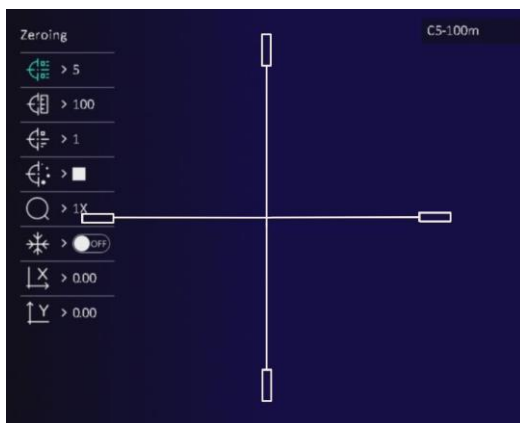 Zeroing
C5-100m
> 5
> 100
> 1
>
> 1X
> OFF
X > 0.00
Y > 0.00